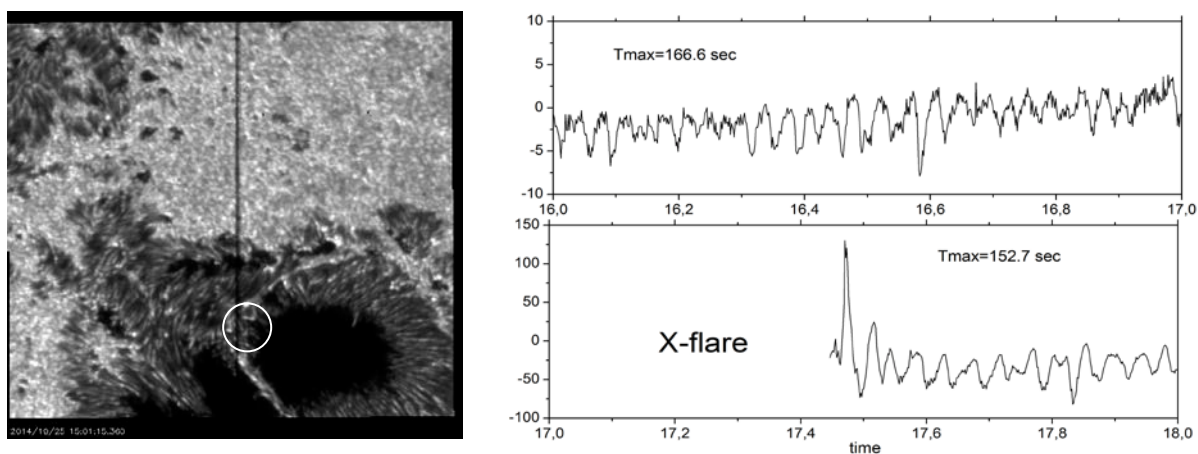 2014/10/25 15:01:15.360
10
5
0
-5
-10
Tmax=166.6 sec
16,0 16,2 16,4 16,6 16,8 17,0
150
100
50
0
-50
-100
Tmax=152.7 sec
X-flare
17,0 17,2 17,4 17,6 17,8 18,0
time